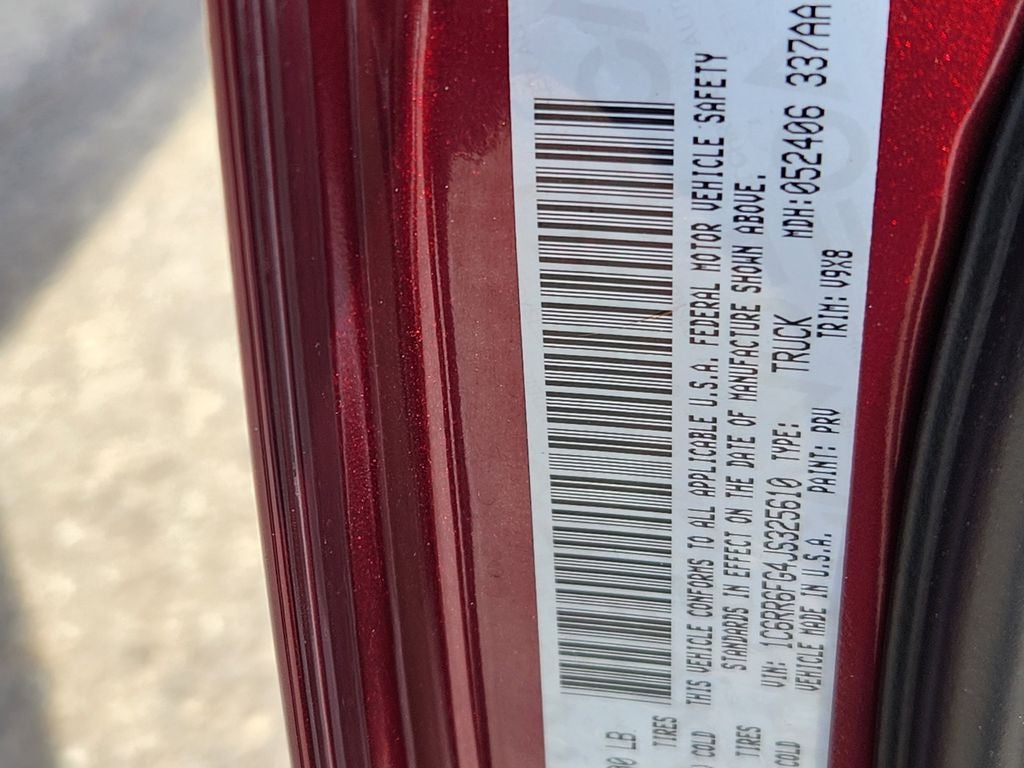 00 LB
TIRES
COLD
THIS VEHICLE CONFORMS TO ALL APPLICABLE U.S.A. FEDERAL MOTOR VEHICLE SAFETY
TIRES
STANDARDS IN EFFECT ON THE DATE OF MANUFACTURE SHOWN ABOVE.
COLD
VIN: 1C6RR6FG4JS325610 TYPE: TRUCK MDH:052406 337AA
VEHICLE MADE IN U.S.A. PAINT: PRV TRIM: V9X8